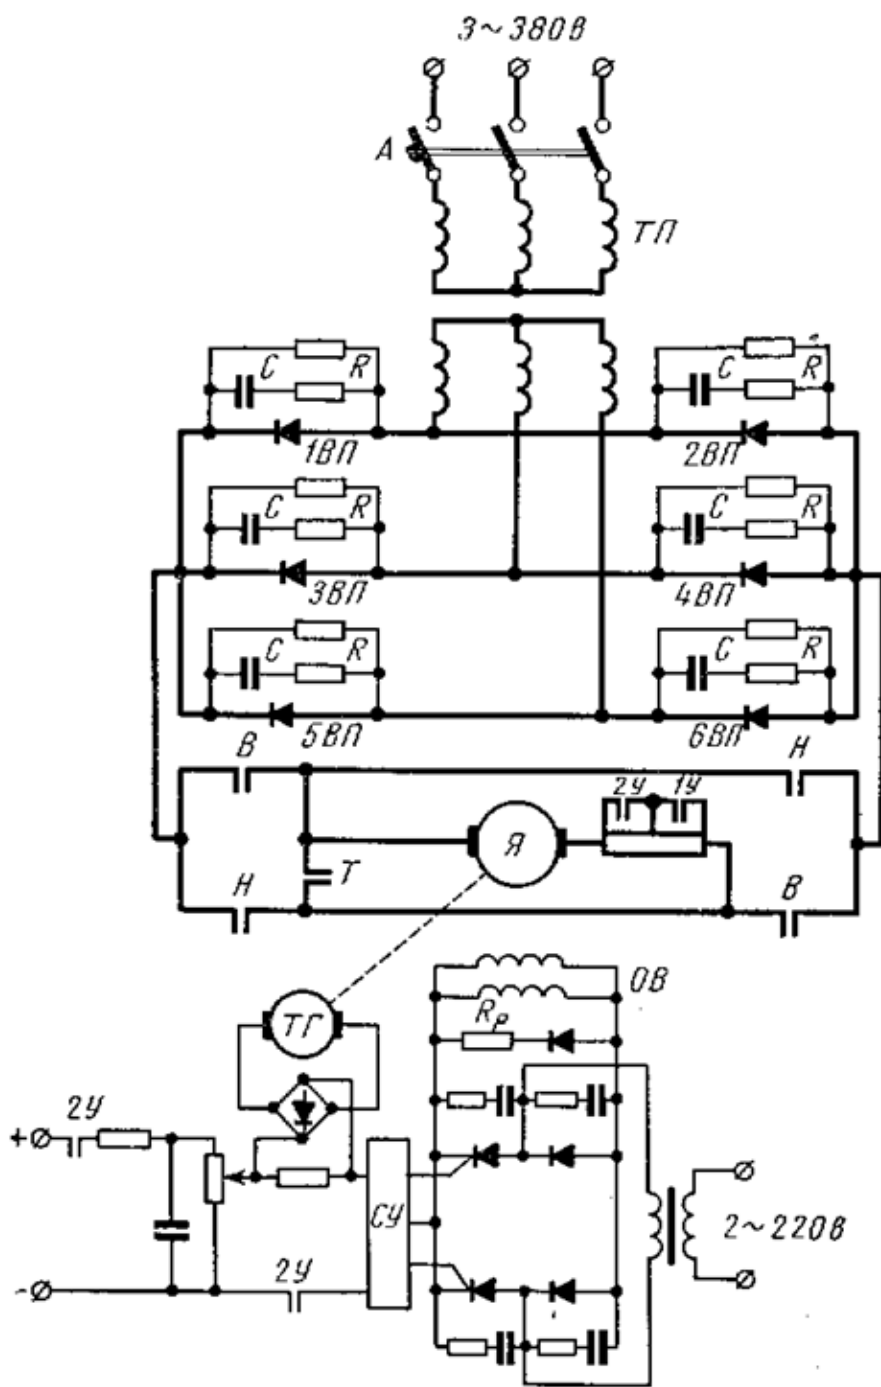 3~380В
А
ТП
C R
C R
1ВП
2ВП
C R
C R
3ВП
4ВП
C R
C R
5ВП
6ВП
В
Н
2У 1У
Я
Т
Н
В
ОВ
ТГ
Rр
2У
+
СУ
2~220В
-
2У